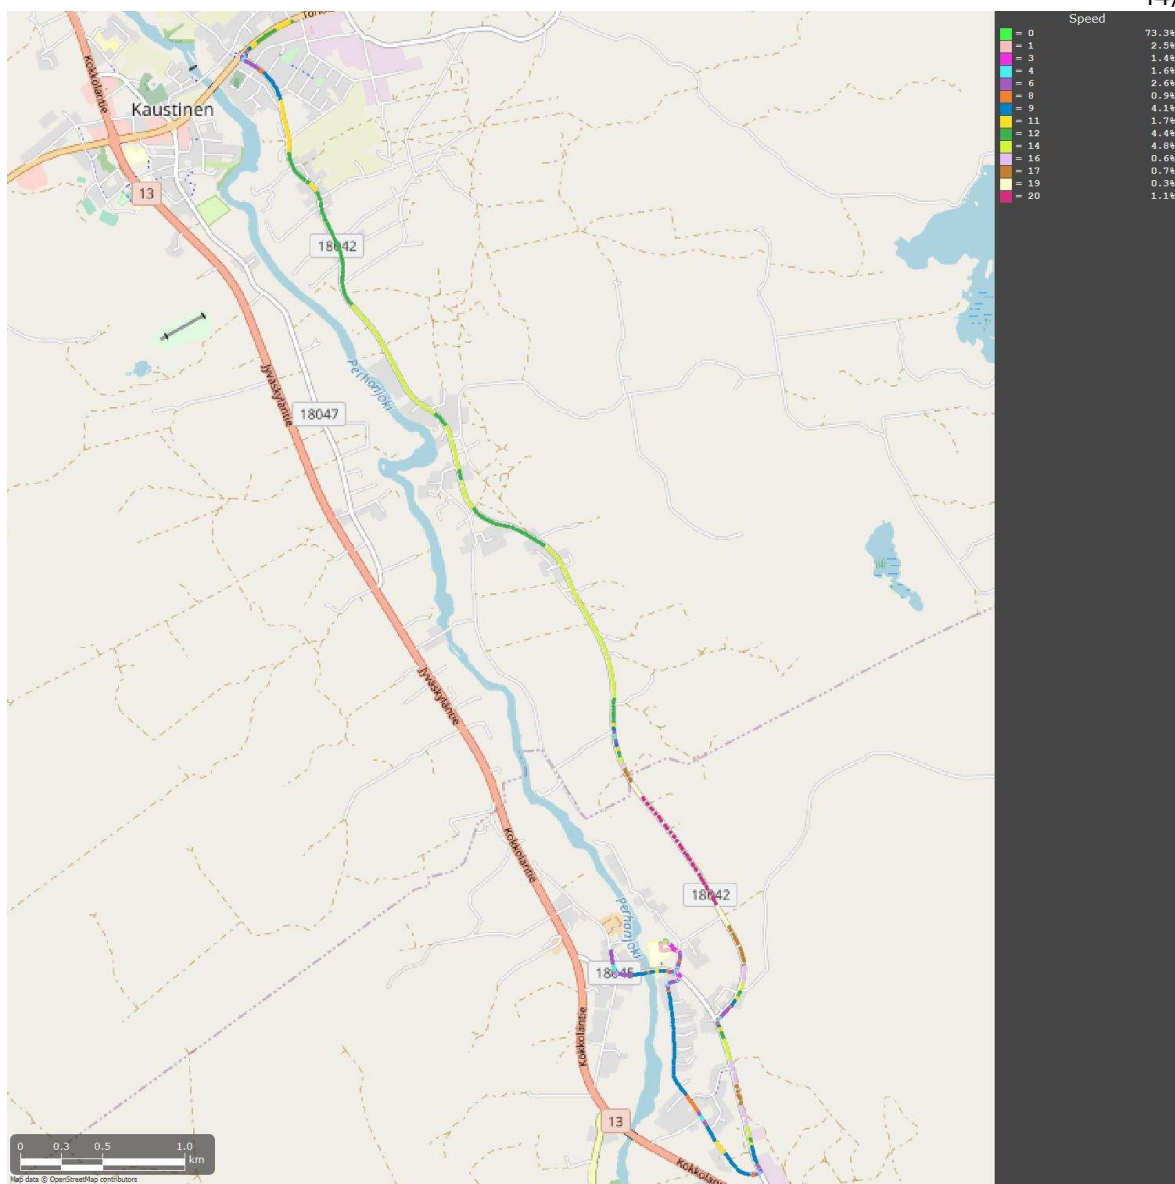 Speed
= 0 73.3%
= 1 2.5%
= 3 1.4%
= 4 1.6%
= 6 2.6%
= 8 0.9%
= 9 4.1%
= 11 1.7%
= 12 4.4%
= 14 4.8%
= 16 0.6%
= 17 0.7%
= 19 0.3%
= 20 1.1%
Kokkolantie
Kaustinen
13
18042
Perhonjoki
Jyväskyläntie
18047
Jyväskyläntie
Kokkolantie
18042
Perhonjoki
18045
Kokkolantie
13
0 0.3 0.5 1.0
km
Map data © OpenStreetMap contributors